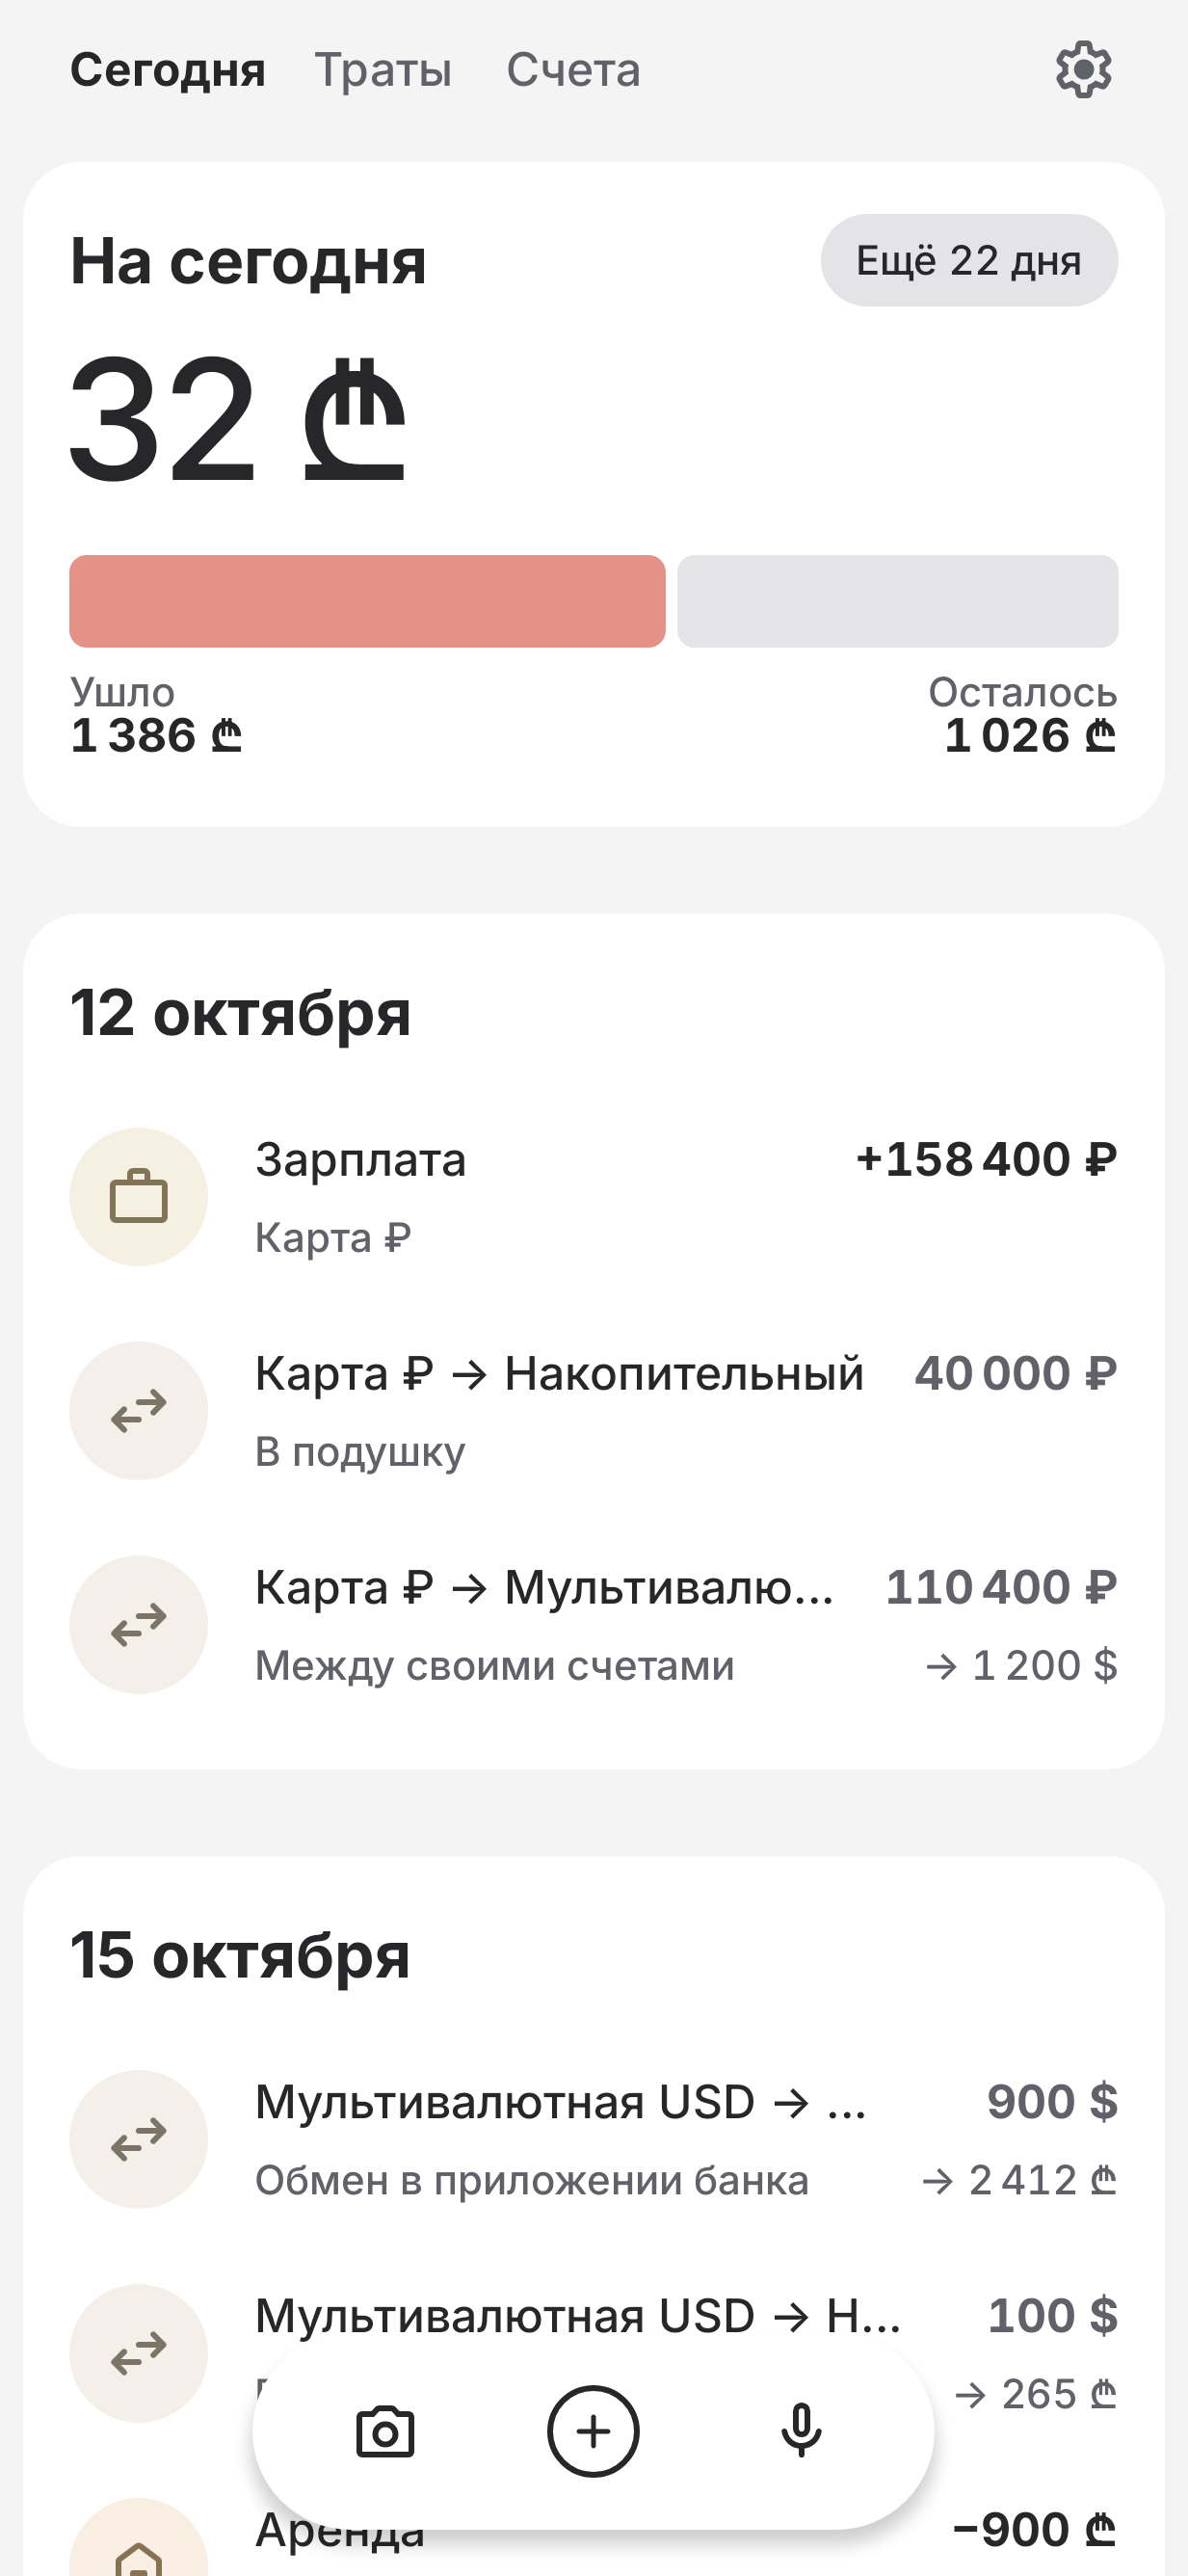 Сегодня Траты Счета
На сегодня
Ещё 22 дня
32 ₾
Ушло
Осталось
1 386 ₾
1 026 ₾
12 октября
Зарплата +158 400 ₽
Карта ₽
Карта ₽ → Накопительный 40 000 ₽
В подушку
Карта ₽ → Мультивалю... 110 400 ₽
Между своими счетами → 1 200 $
15 октября
Мультивалютная USD → ... 900 $
Обмен в приложении банка → 2 412 ₾
Мультивалютная USD → Н... 100 $
→ 265 ₾
Аренда −900 ₾